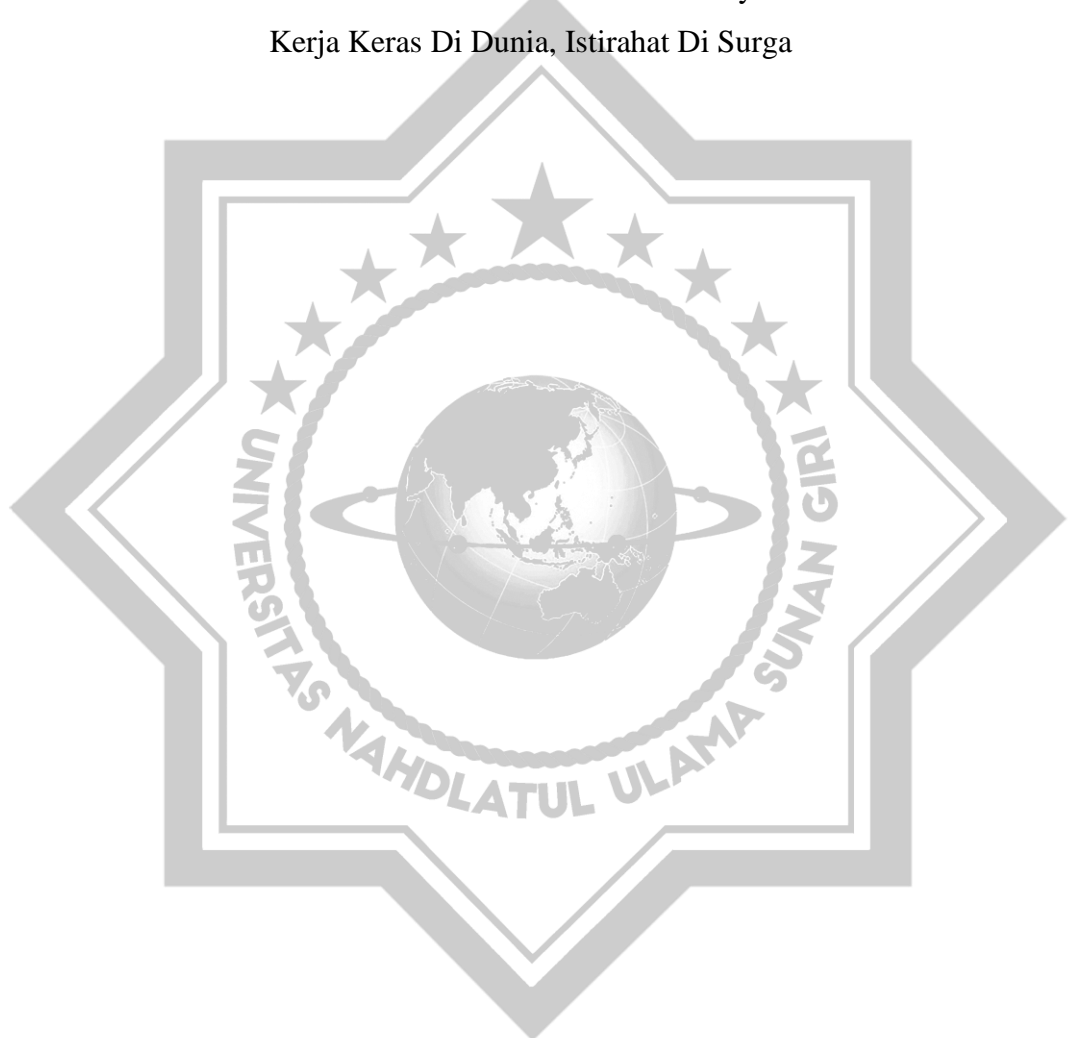 Kerja Keras Di Dunia, Istirahat Di Surga
UNIVERSITAS NAHDLATUL ULAMA SUNAN GIRI